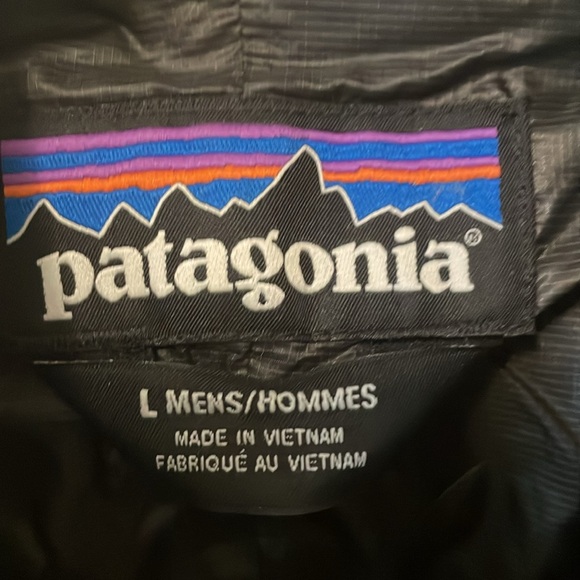 patagonia®
L MENS/HOMMES
MADE IN VIETNAM
FABRIQUÉ AU VIETNAM